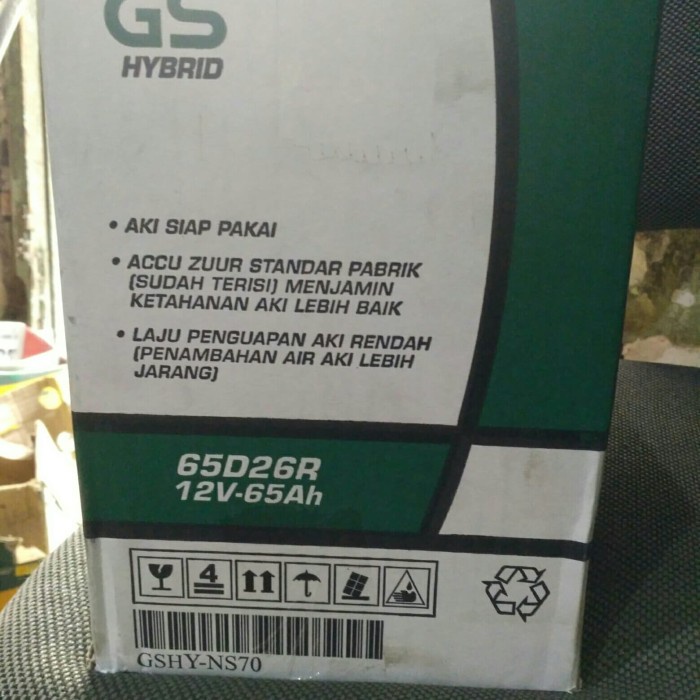 GS
HYBRID
• AKI SIAP PAKAI
• ACCU ZUUR STANDAR PABRIK
(SUDAH TERISI) MENJAMIN
KETAHANAN AKI LEBIH BAIK
• LAJU PENGUAPAN AKI RENDAH
(PENAMBAHAN AIR AKI LEBIH
JARANG)
65D26R
12V-65Ah
4
GSHY-NS70